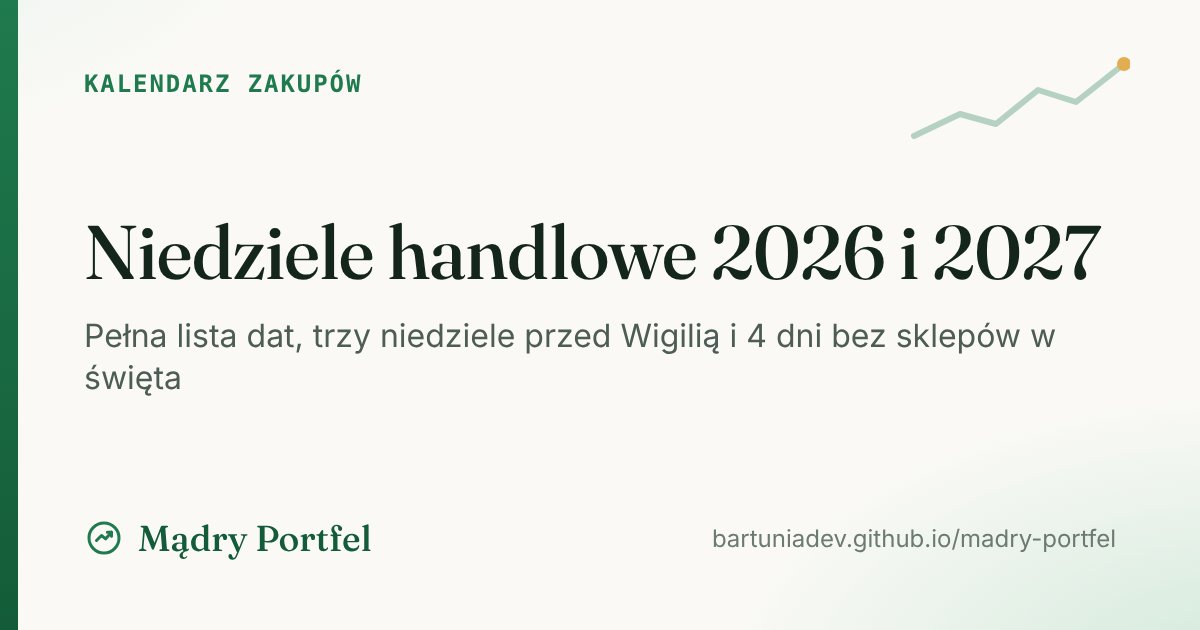 KALENDARZ ZAKUPÓW
Niedziele handlowe 2026 i 2027
Pełna lista dat, trzy niedziele przed Wigilią i 4 dni bez sklepów w
święta
Mądry Portfel
bartuniadev.github.io/madry-portfel